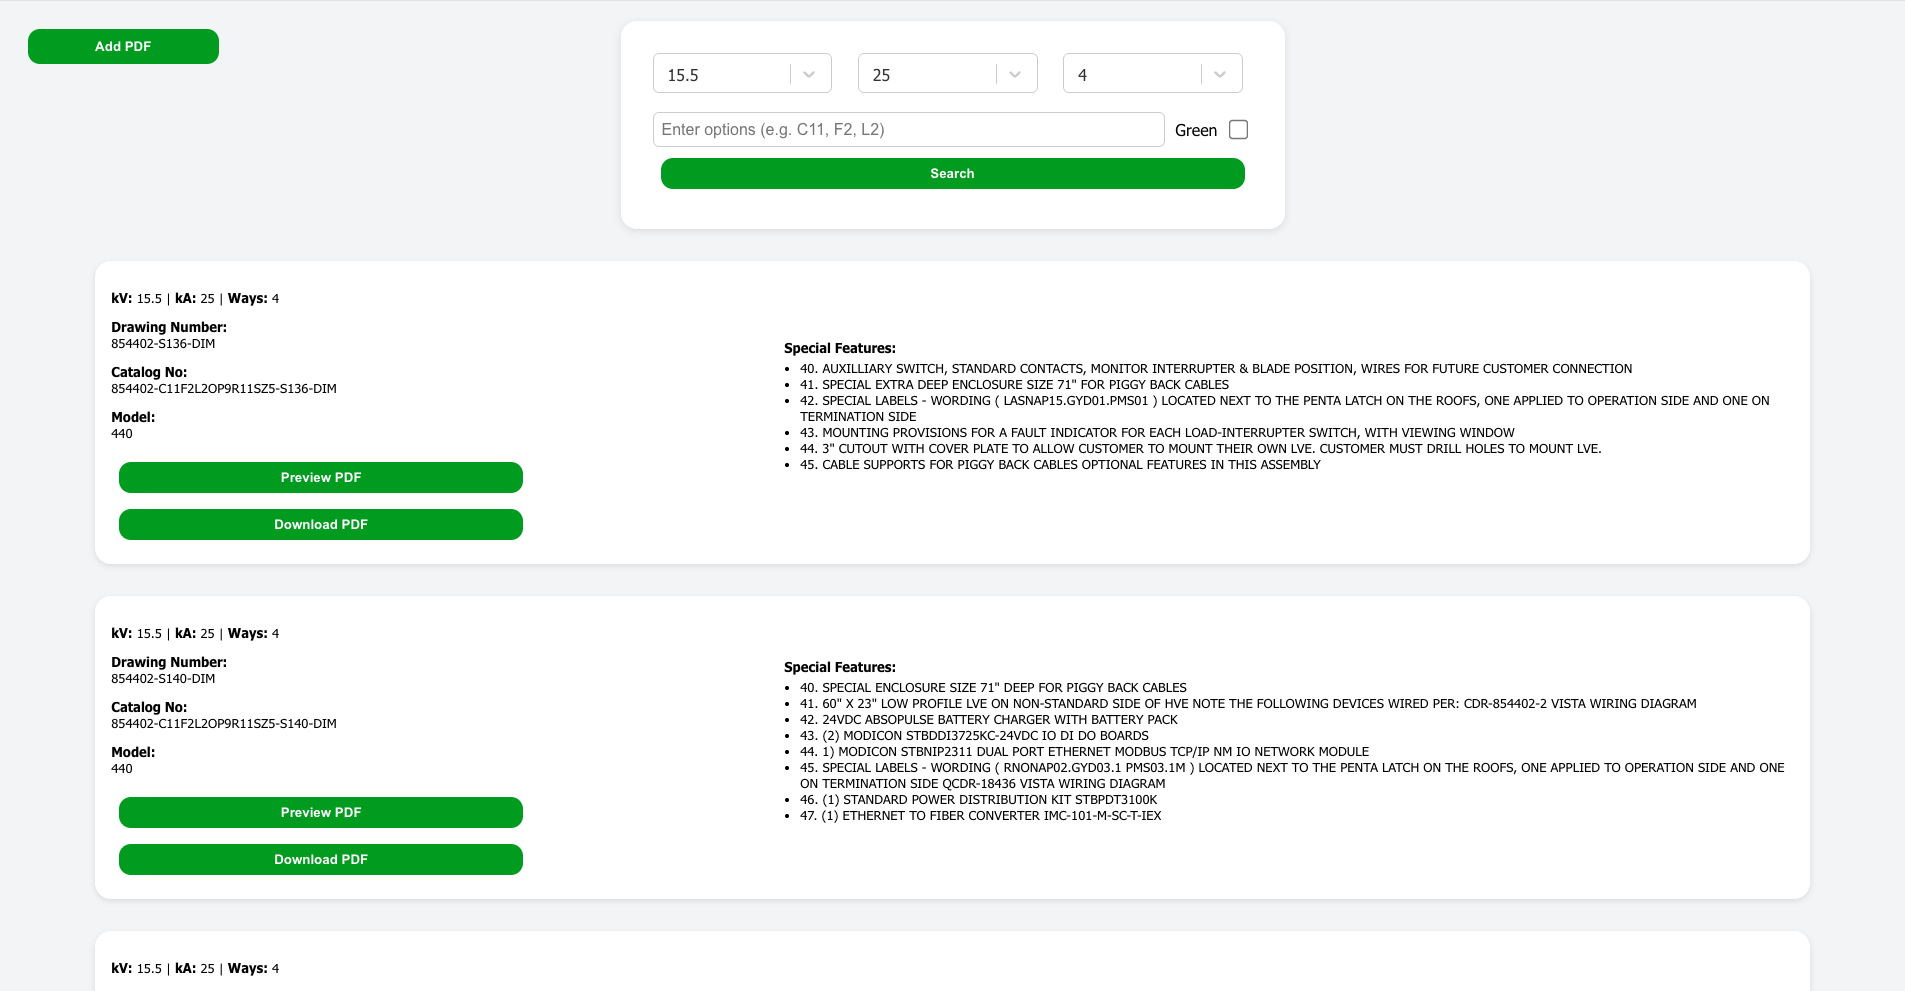 Add PDF
15.5
25
4
Enter options (e.g. C11, F2, L2)
Green
Search
kV: 15.5 | kA: 25 | Ways: 4
Drawing Number:
854402-S136-DIM
Catalog No:
854402-C11F2L2OP9R11SZ5-S136-DIM
Model:
440
Preview PDF
Download PDF
Special Features:
• 40. AUXILLIARY SWITCH, STANDARD CONTACTS, MONITOR INTERRUPTER & BLADE POSITION, WIRES FOR FUTURE CUSTOMER CONNECTION
• 41. SPECIAL EXTRA DEEP ENCLOSURE SIZE 71" FOR PIGGY BACK CABLES
• 42. SPECIAL LABELS - WORDING ( LASNAP15.GYD01.PMS01 ) LOCATED NEXT TO THE PENTA LATCH ON THE ROOFS, ONE APPLIED TO OPERATION SIDE AND ONE ON
TERMINATION SIDE
• 43. MOUNTING PROVISIONS FOR A FAULT INDICATOR FOR EACH LOAD-INTERRUPTER SWITCH, WITH VIEWING WINDOW
• 44. 3" CUTOUT WITH COVER PLATE TO ALLOW CUSTOMER TO MOUNT THEIR OWN LVE. CUSTOMER MUST DRILL HOLES TO MOUNT LVE.
• 45. CABLE SUPPORTS FOR PIGGY BACK CABLES OPTIONAL FEATURES IN THIS ASSEMBLY
kV: 15.5 | kA: 25 | Ways: 4
Drawing Number:
854402-S140-DIM
Catalog No:
854402-C11F2L2OP9R11SZ5-S140-DIM
Model:
440
Preview PDF
Download PDF
Special Features:
• 40. SPECIAL ENCLOSURE SIZE 71" DEEP FOR PIGGY BACK CABLES
• 41. 60" X 23" LOW PROFILE LVE ON NON-STANDARD SIDE OF HVE NOTE THE FOLLOWING DEVICES WIRED PER: CDR-854402-2 VISTA WIRING DIAGRAM
• 42. 24VDC ABSOPULSE BATTERY CHARGER WITH BATTERY PACK
• 43. (2) MODICON STBDDI3725KC-24VDC IO DI DO BOARDS
• 44. 1) MODICON STBNIP2311 DUAL PORT ETHERNET MODBUS TCP/IP NM IO NETWORK MODULE
• 45. SPECIAL LABELS - WORDING ( RNONAP02.GYD03.1 PMS03.1M ) LOCATED NEXT TO THE PENTA LATCH ON THE ROOFS, ONE APPLIED TO OPERATION SIDE AND ONE
ON TERMINATION SIDE QCDR-18436 VISTA WIRING DIAGRAM
• 46. (1) STANDARD POWER DISTRIBUTION KIT STBPDT3100K
• 47. (1) ETHERNET TO FIBER CONVERTER IMC-101-M-SC-T-IEX
kV: 15.5 | kA: 25 | Ways: 4